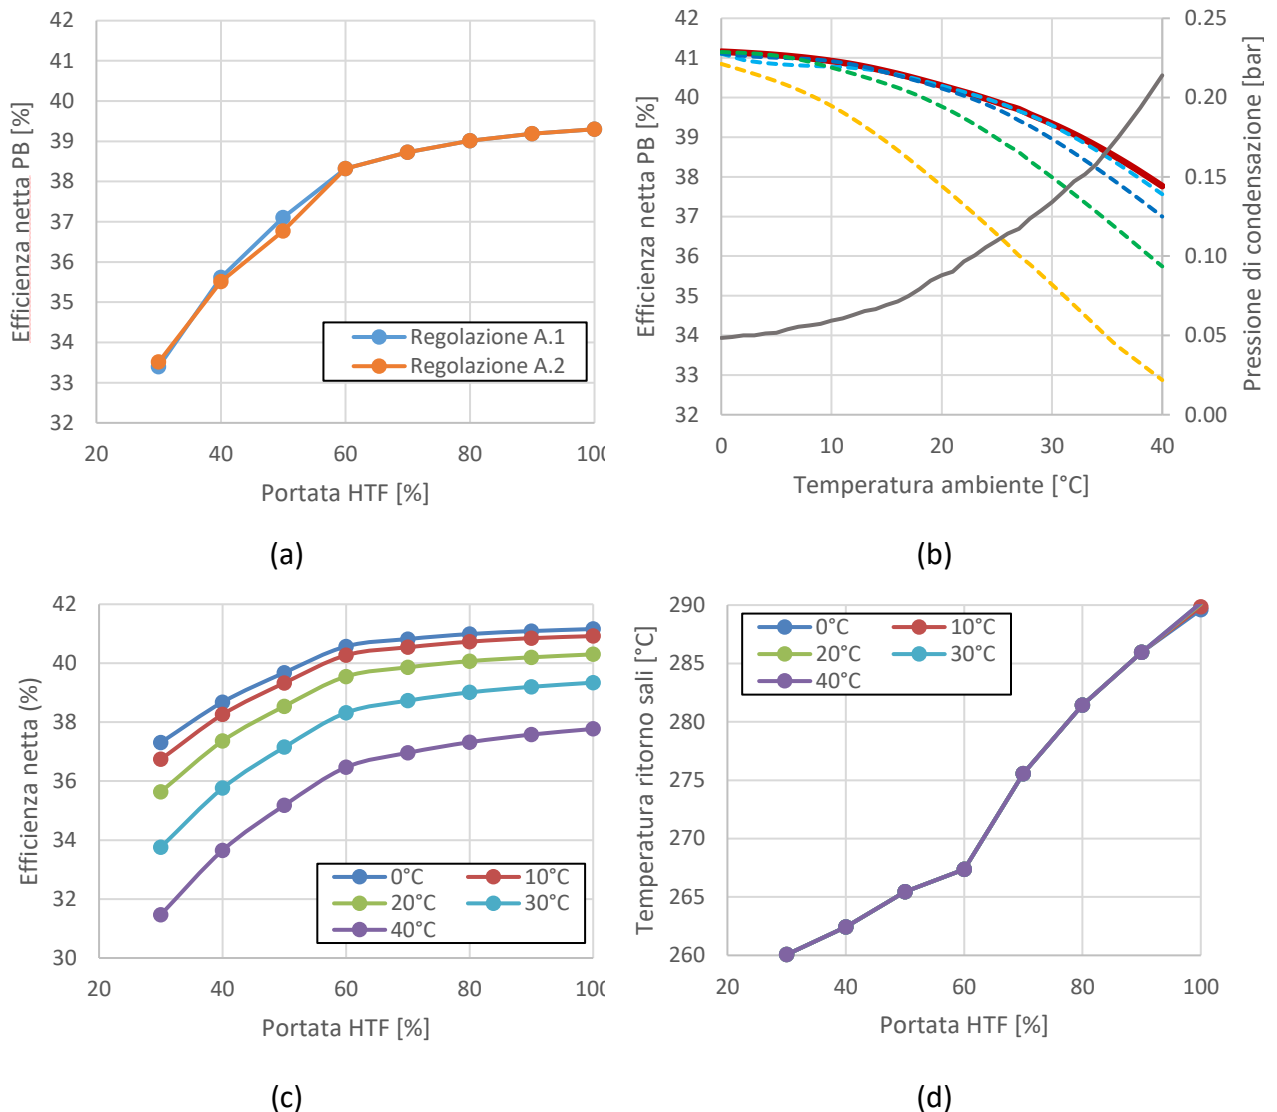 42
41
40
39
38
37
36
35
34
33
32
Efficienza netta PB [%]
Regolazione A.1
Regolazione A.2
20
40
60
80
100
Portata HTF [%]
(a)
42
41
40
39
38
37
36
35
34
33
32
Efficienza netta PB [%]
0.25
0.20
0.15
0.10
0.05
0.00
Pressione di condensazione [bar]
0
10
20
30
40
Temperatura ambiente [°C]
(b)
42
40
38
36
34
32
30
Efficienza netta (%)
0°C
10°C
20°C
30°C
40°C
20
40
60
80
100
Portata HTF [%]
(c)
290
285
280
275
270
265
260
Temperatura ritorno sali [°C]
0°C
10°C
20°C
30°C
40°C
20
40
60
80
100
Portata HTF [%]
(d)